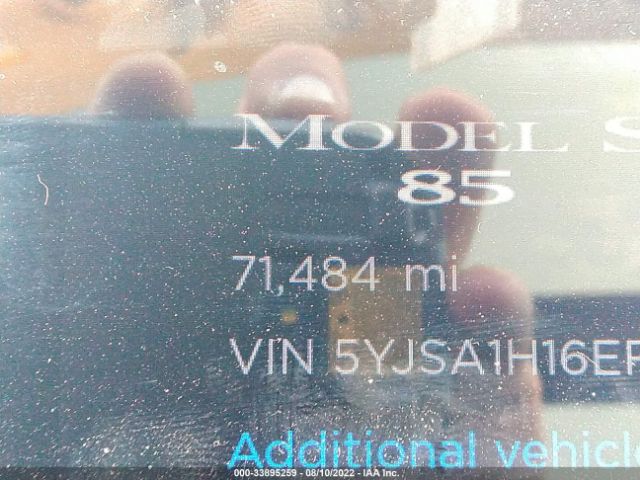 MODEL S
85
71,484 mi
VIN 5YJSA1H16EF
Additional vehicle
000-33895259 - 08/10/2022 - IAA Inc.